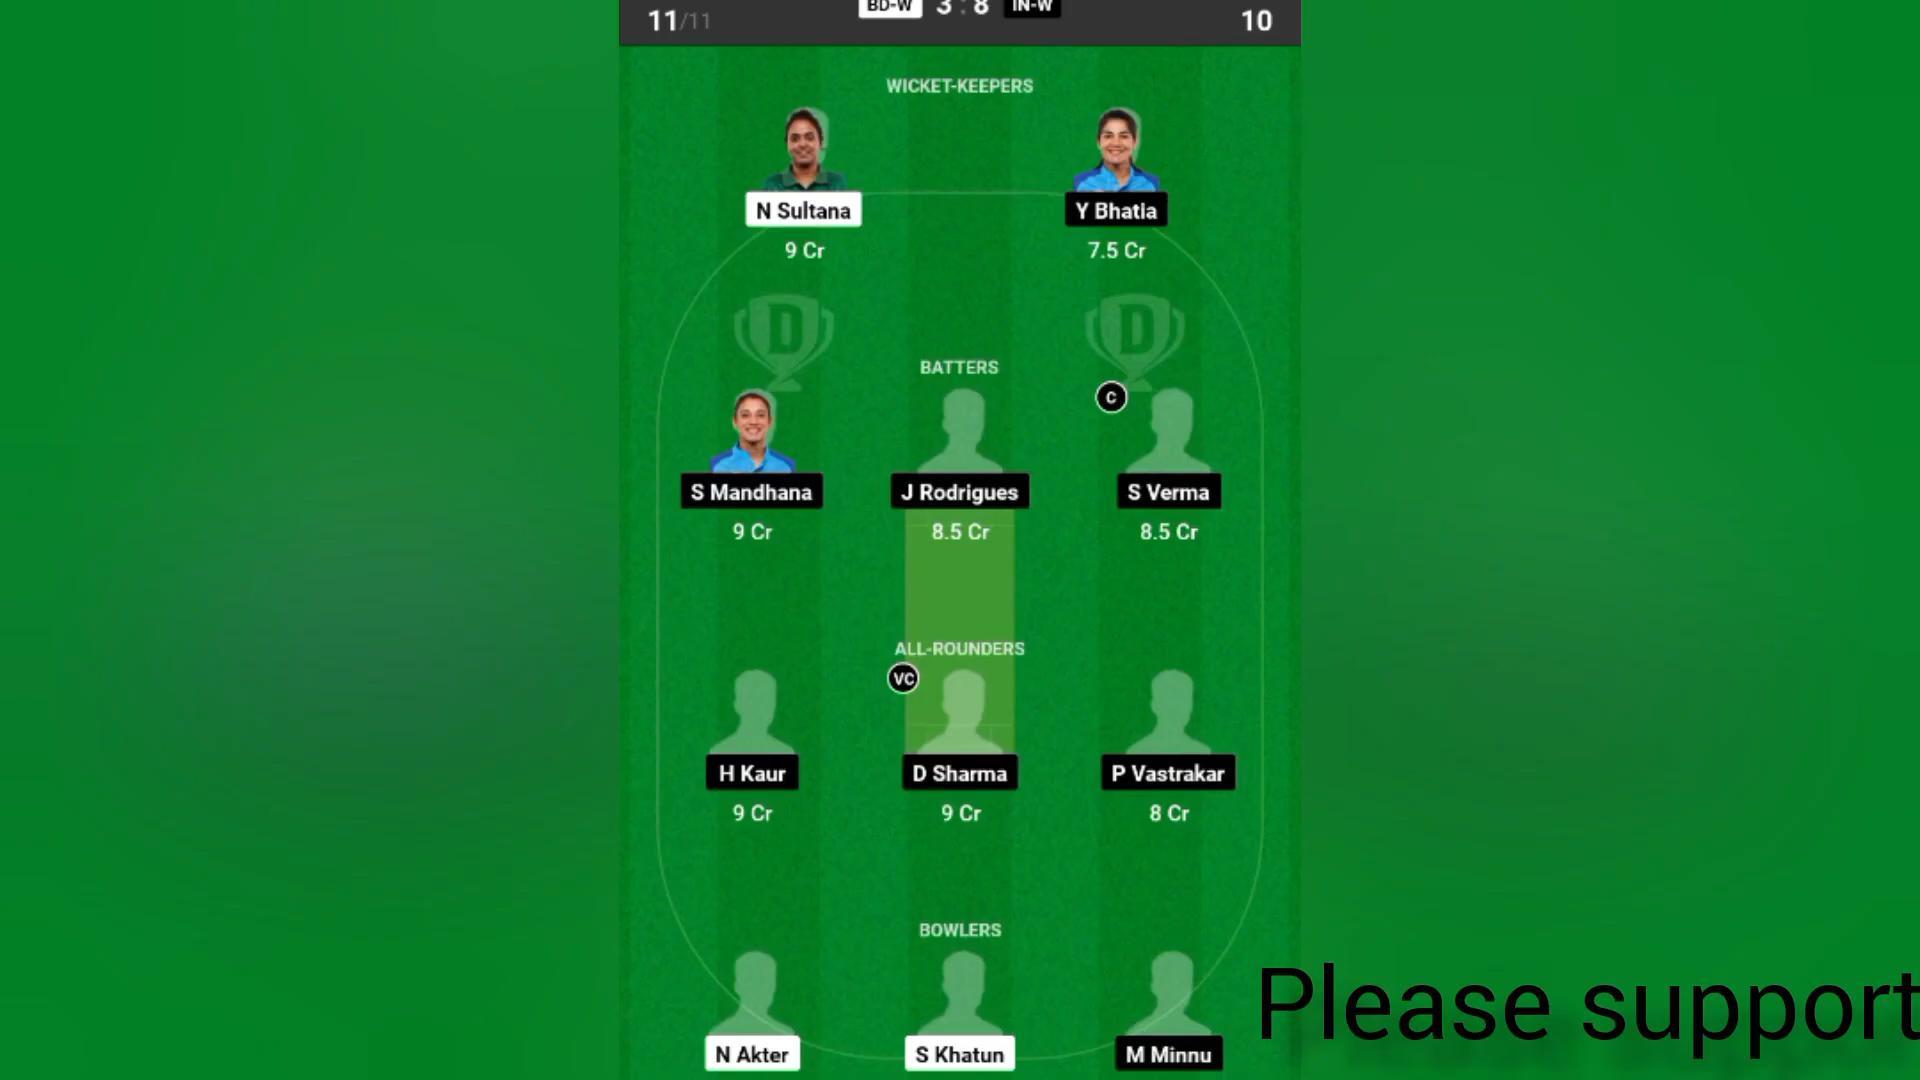 BD-W 3 : 8 IN-W
11/11 10
WICKET-KEEPERS
N Sultana Y Bhatia
9 Cr 7.5 Cr
D D
BATTERS
C
S Mandhana J Rodrigues S Verma
9 Cr 8.5 Cr 8.5 Cr
ALL-ROUNDERS
VC
H Kaur D Sharma P Vastrakar
9 Cr 9 Cr 8 Cr
BOWLERS
N Akter S Khatun M Minnu
Please support